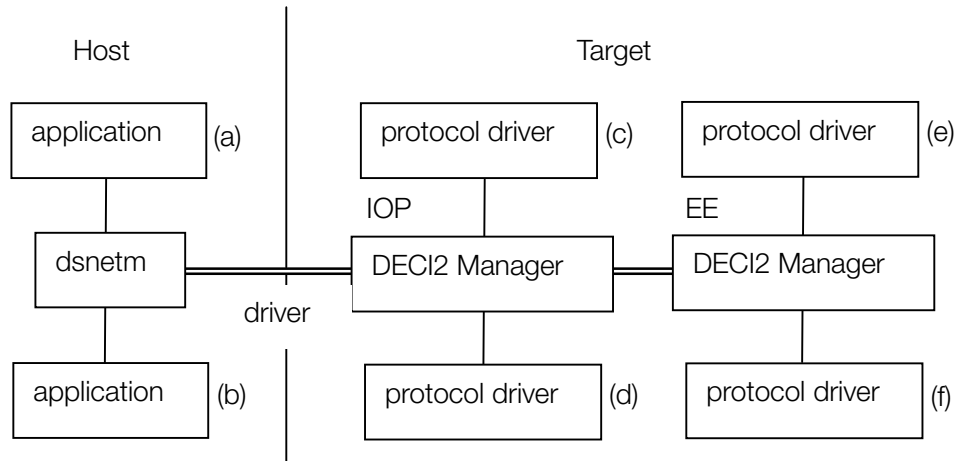 Host
Target
application
(a)
protocol driver
(c)
protocol driver
(e)
IOP
EE
dsnetm
DECI2 Manager
DECI2 Manager
driver
application
(b)
protocol driver
(d)
protocol driver
(f)